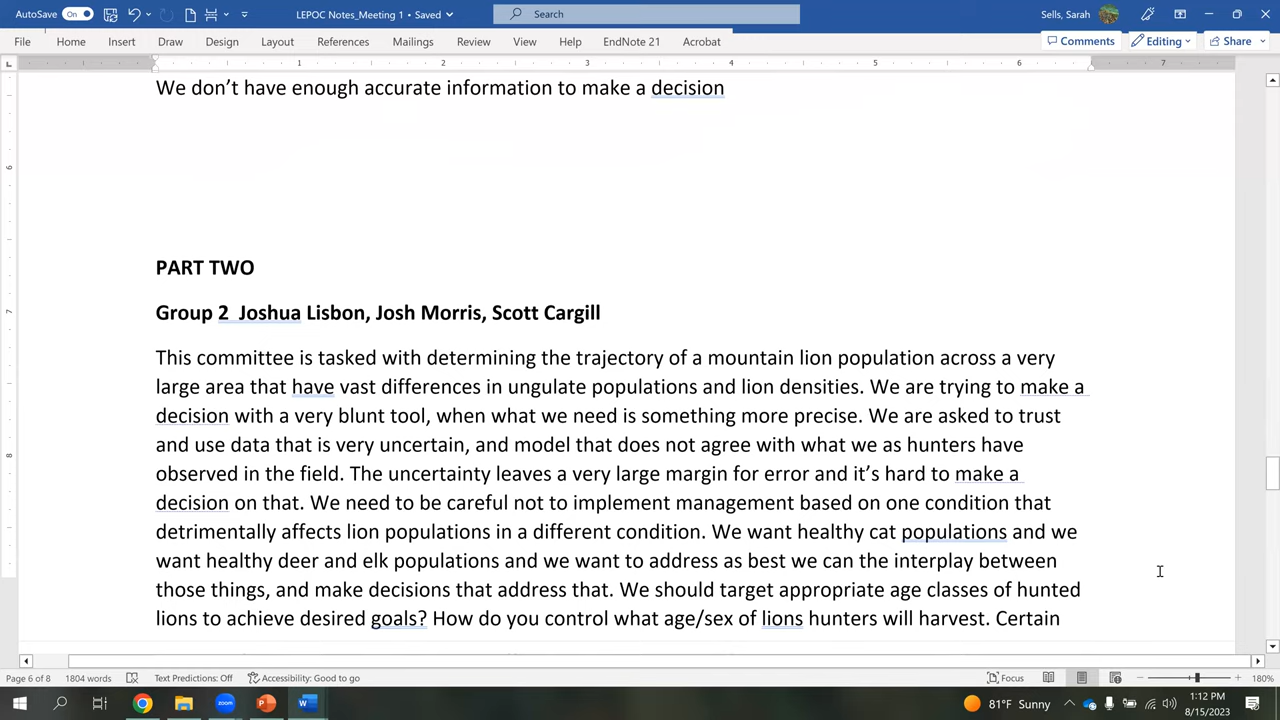 AutoSave On LEPOC Notes_Meeting 1 • Saved Search Sells, Sarah
File Home Insert Draw Design Layout References Mailings Review View Help EndNote 21 Acrobat Comments Editing Share
1 2 3 4 5 6 7
We don't have enough accurate information to make a decision
6
PART TWO
7
Group 2  Joshua Lisbon, Josh Morris, Scott Cargill
This committee is tasked with determining the trajectory of a mountain lion population across a very
large area that have vast differences in ungulate populations and lion densities. We are trying to make a
decision with a very blunt tool, when what we need is something more precise. We are asked to trust
and use data that is very uncertain, and model that does not agree with what we as hunters have
8
observed in the field. The uncertainty leaves a very large margin for error and it's hard to make a
decision on that. We need to be careful not to implement management based on one condition that
detrimentally affects lion populations in a different condition. We want healthy cat populations and we
want healthy deer and elk populations and we want to address as best we can the interplay between
those things, and make decisions that address that. We should target appropriate age classes of hunted
lions to achieve desired goals? How do you control what age/sex of lions hunters will harvest. Certain
Page 6 of 8 1804 words Text Predictions: Off Accessibility: Good to go Focus 180%
zoom 81°F Sunny 1:12 PM
8/15/2023